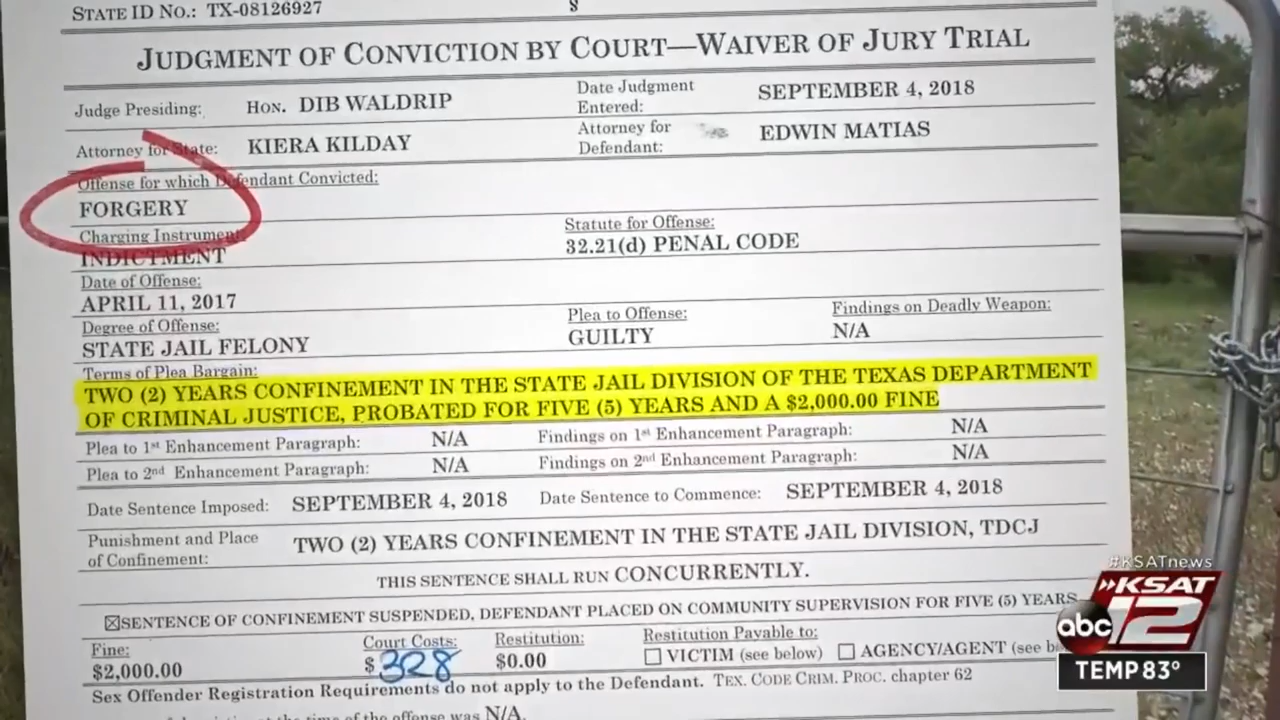 STATE ID NO.: TX-08126927
JUDGMENT OF CONVICTION BY COURT—WAIVER OF JURY TRIAL
Judge Presiding: HON. DIB WALDRIP Date Judgment Entered: SEPTEMBER 4, 2018
Attorney for State: KIERA KILDAY Attorney for Defendant: EDWIN MATIAS
Offense for which Defendant Convicted:
FORGERY
Charging Instrument: Statute for Offense:
INDICTMENT 32.21(d) PENAL CODE
Date of Offense:
APRIL 11, 2017
Degree of Offense: Plea to Offense: Findings on Deadly Weapon:
STATE JAIL FELONY GUILTY N/A
Terms of Plea Bargain:
TWO (2) YEARS CONFINEMENT IN THE STATE JAIL DIVISION OF THE TEXAS DEPARTMENT
OF CRIMINAL JUSTICE, PROBATED FOR FIVE (5) YEARS AND A $2,000.00 FINE
Plea to 1st Enhancement Paragraph: N/A Findings on 1st Enhancement Paragraph: N/A
Plea to 2nd Enhancement Paragraph: N/A Findings on 2nd Enhancement Paragraph: N/A
Date Sentence Imposed: SEPTEMBER 4, 2018 Date Sentence to Commence: SEPTEMBER 4, 2018
Punishment and Place of Confinement: TWO (2) YEARS CONFINEMENT IN THE STATE JAIL DIVISION, TDCJ
THIS SENTENCE SHALL RUN CONCURRENTLY.
☒SENTENCE OF CONFINEMENT SUSPENDED, DEFENDANT PLACED ON COMMUNITY SUPERVISION FOR FIVE (5) YEARS
Fine: Court Costs: Restitution: Restitution Payable to:
$2,000.00 $ 328 $0.00 ☐ VICTIM (see below) ☐ AGENCY/AGENT (see b
Sex Offender Registration Requirements do not apply to the Defendant. TEX. CODE CRIM. PROC. chapter 62
at the time of the offense was N/A.
#KSATnews
KSAT
abc 12
TEMP 83°